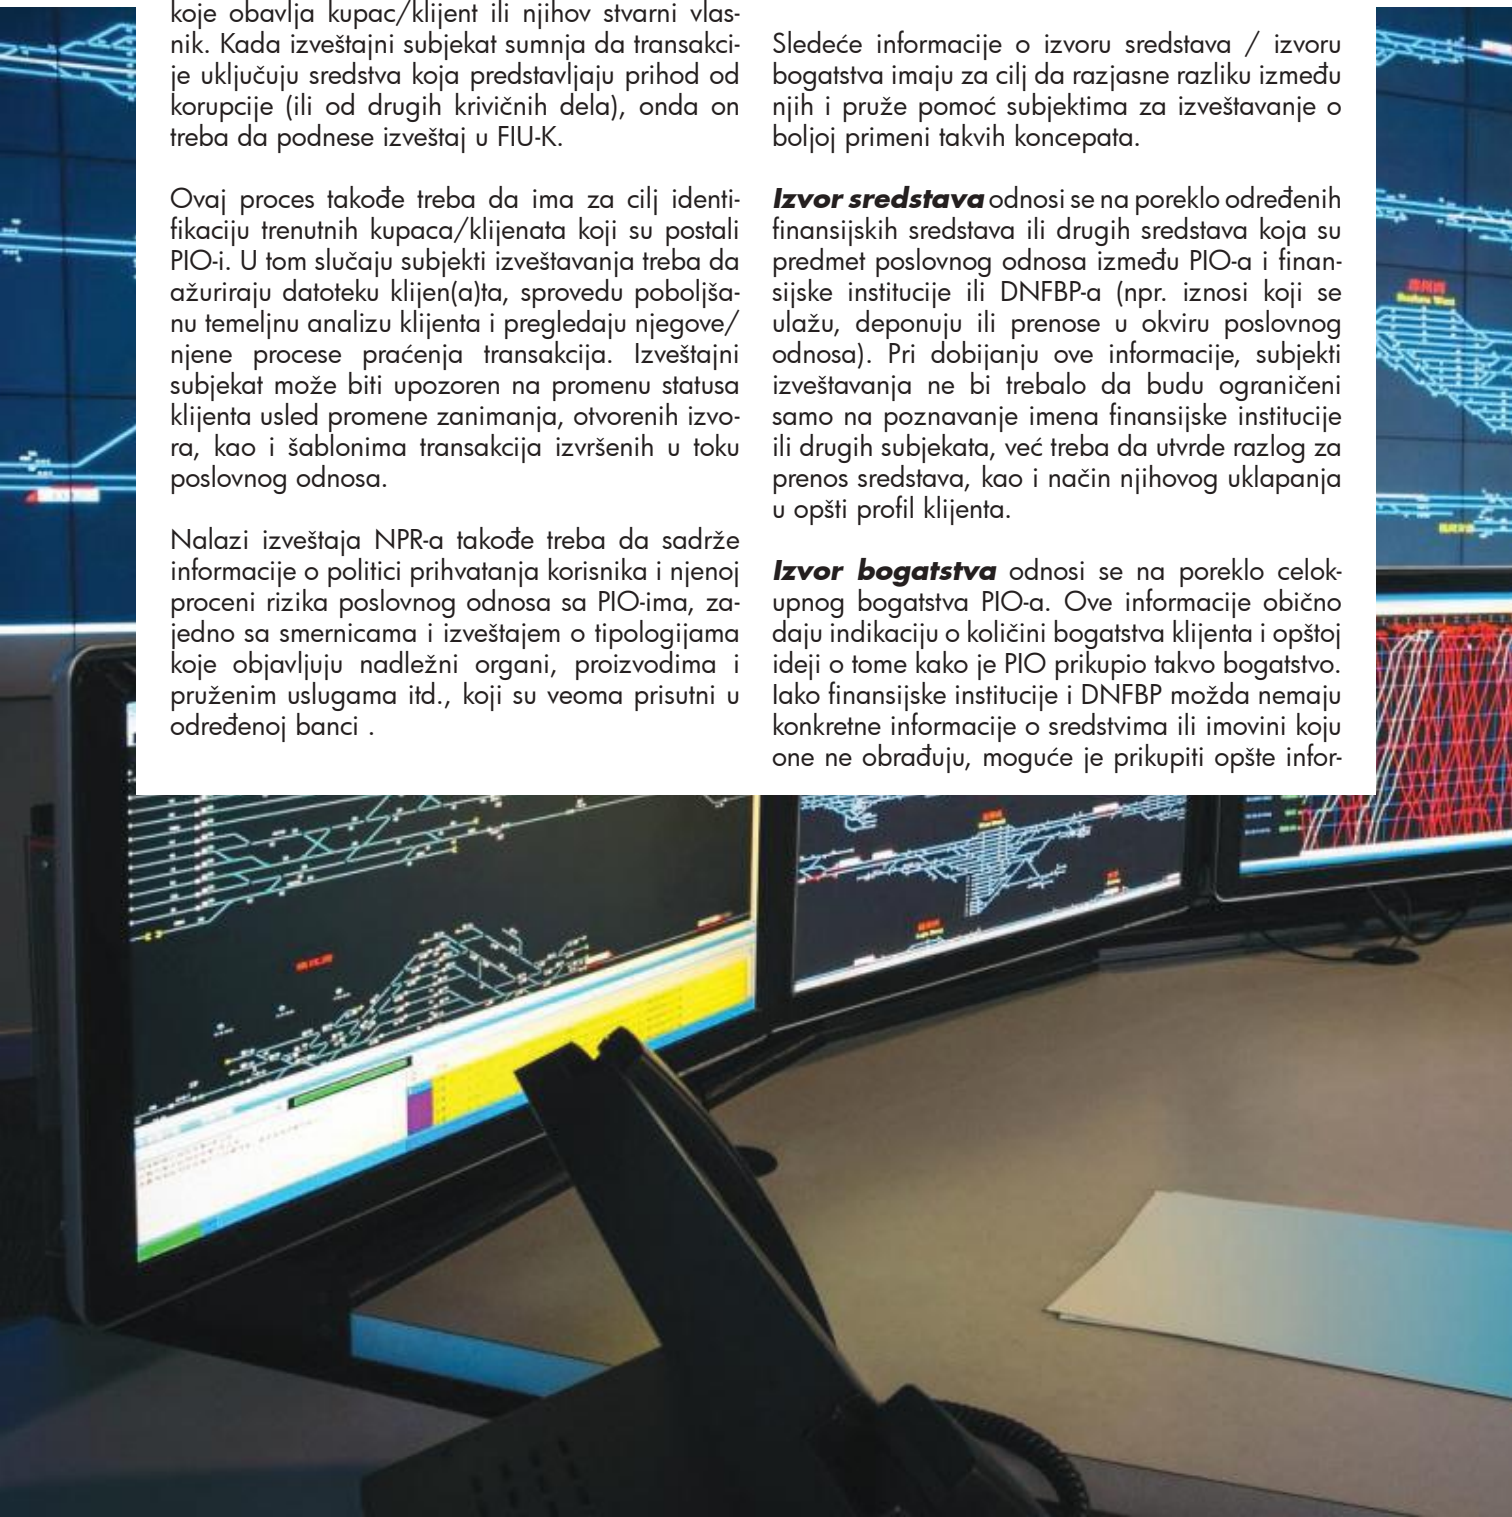 koje obavlja kupac/klijent ili njihov stvarni vlas-
nik. Kada izveštajni subjekat sumnja da transakci-
je uključuju sredstva koja predstavljaju prihod od
korupcije (ili od drugih krivičnih dela), onda on
treba da podnese izveštaj u FIU-K.
Ovaj proces takođe treba da ima za cilj identi-
fikaciju trenutnih kupaca/klijenata koji su postali
PIO-i. U tom slučaju subjekti izveštavanja treba da
ažuriraju datoteku klijen(a)ta, sprovedu poboljša-
nu temeljnu analizu klijenta i pregledaju njegove/
njene procese praćenja transakcija. Izveštajni
subjekat može biti upozoren na promenu statusa
klijenta usled promene zanimanja, otvorenih izvo-
ra, kao i šablonima transakcija izvršenih u toku
poslovnog odnosa.
Nalazi izveštaja NPR-a takođe treba da sadrže
informacije o politici prihvatanja korisnika i njenoj
proceni rizika poslovnog odnosa sa PIO-ima, za-
jedno sa smernicama i izveštajem o tipologijama
koje objavljuju nadležni organi, proizvodima i
pruženim uslugama itd., koji su veoma prisutni u
određenoj banci .
Sledeće informacije o izvoru sredstava / izvoru
bogatstva imaju za cilj da razjasne razliku između
njih i pruže pomoć subjektima za izveštavanje o
boljoj primeni takvih koncepata.
Izvor sredstava odnosi se na poreklo određenih
finansijskih sredstava ili drugih sredstava koja su
predmet poslovnog odnosa između PIO-a i finan-
sijske institucije ili DNFBP-a (npr. iznosi koji se
ulažu, deponuju ili prenose u okviru poslovnog
odnosa). Pri dobijanju ove informacije, subjekti
izveštavanja ne bi trebalo da budu ograničeni
samo na poznavanje imena finansijske institucije
ili drugih subjekata, već treba da utvrde razlog za
prenos sredstava, kao i način njihovog uklapanja
u opšti profil klijenta.
Izvor bogatstva odnosi se na poreklo celok-
upnog bogatstva PIO-a. Ove informacije obično
daju indikaciju o količini bogatstva klijenta i opštoj
ideji o tome kako je PIO prikupio takvo bogatstvo.
Iako finansijske institucije i DNFBP možda nemaju
konkretne informacije o sredstvima ili imovini koju
one ne obrađuju, moguće je prikupiti opšte infor-